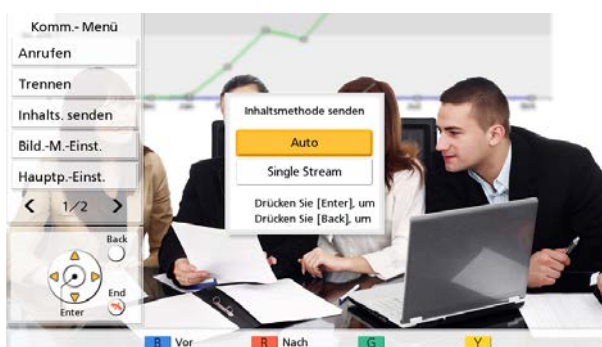 Komm.- Menü
Anrufen
Trennen
Inhalts. senden
Bild.-M.-Einst.
Hauptp.-Einst.
1/2
Back
End
Enter
Inhaltsmethode senden
Auto
Single Stream
Drücken Sie [Enter], um
Drücken Sie [Back], um
B Vor
R Nach
G
Y